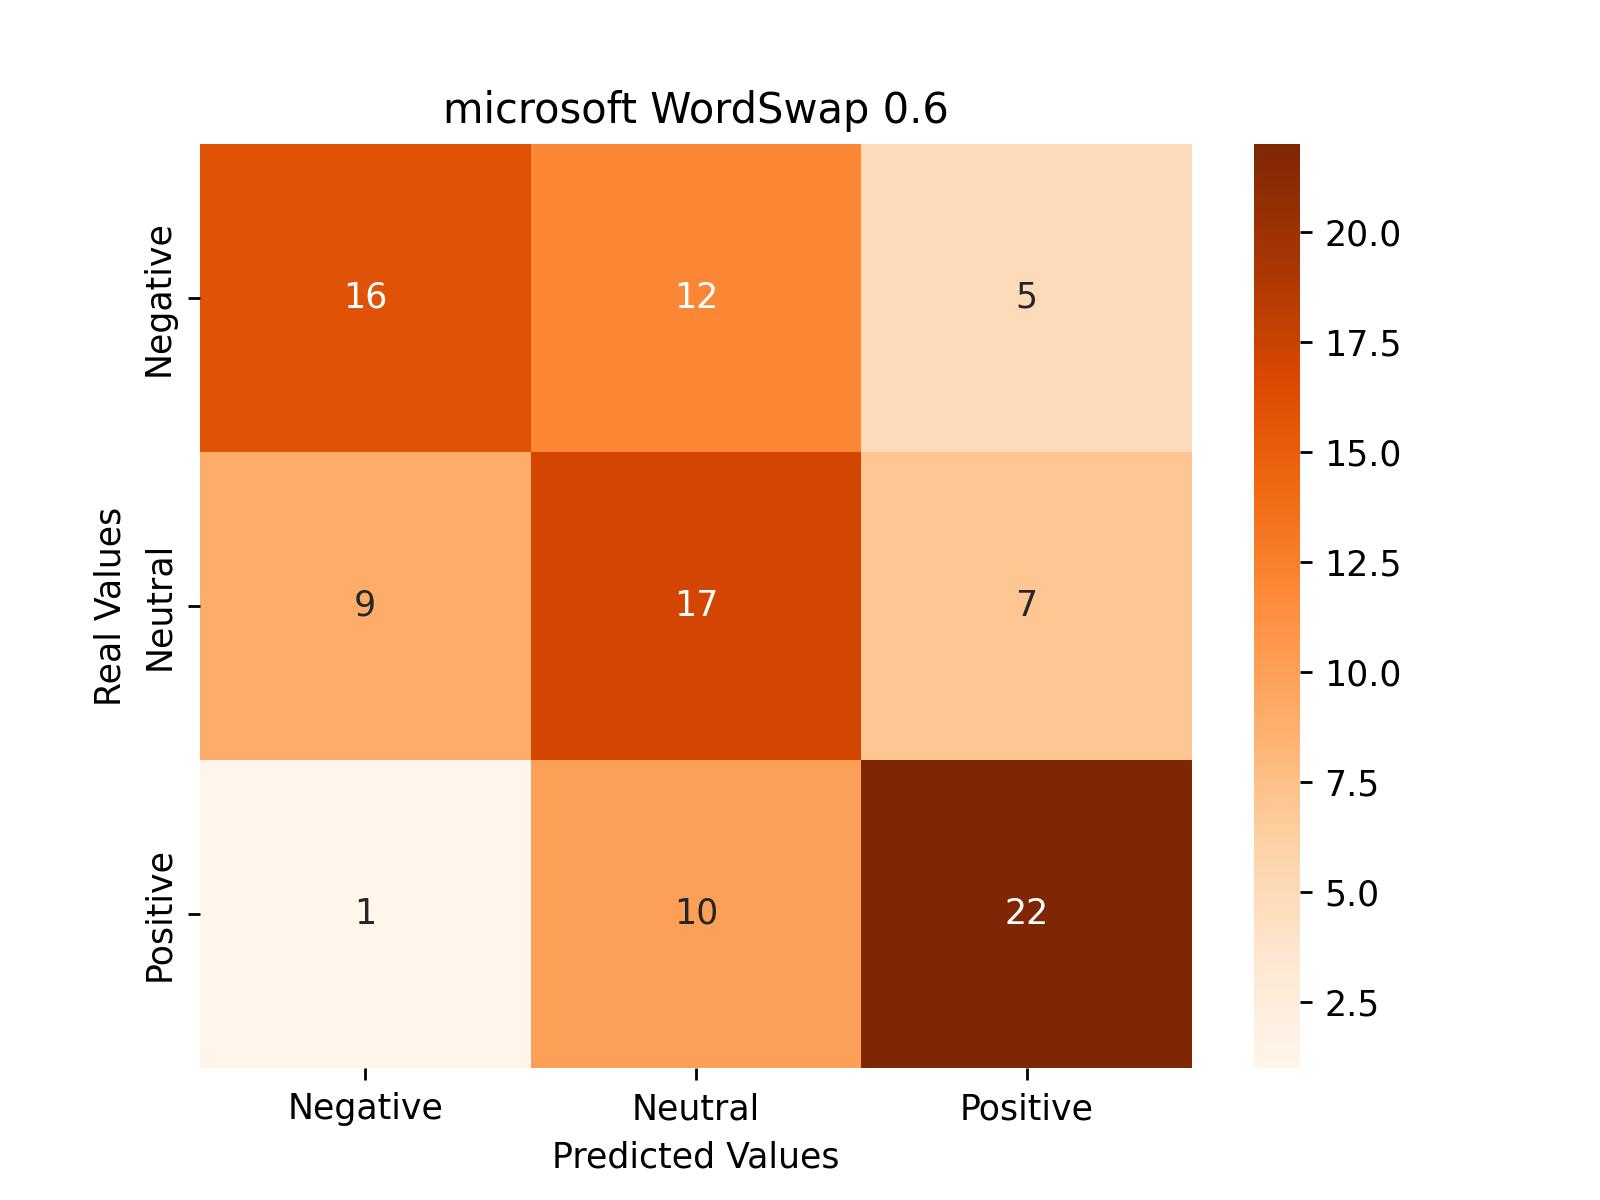 microsoft WordSwap 0.6
Real Values
Negative
16 12 5
Neutral
9 17 7
Positive
1 10 22
Negative Neutral Positive
Predicted Values
20.0
17.5
15.0
12.5
10.0
7.5
5.0
2.5